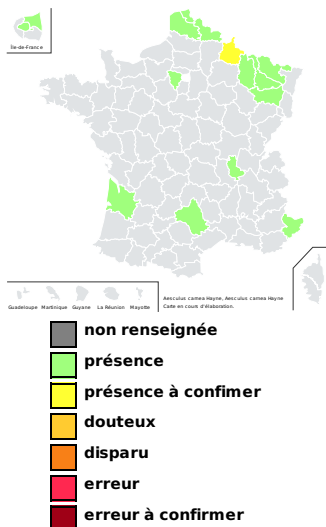 Île-de-France
Guadeloupe Martinique Guyane La Réunion Mayotte
Aesculus carnea Hayne, Aesculus carnea Hayne
Carte en cours d'élaboration.
non renseignée
présence
présence à confimer
douteux
disparu
erreur
erreur à confirmer